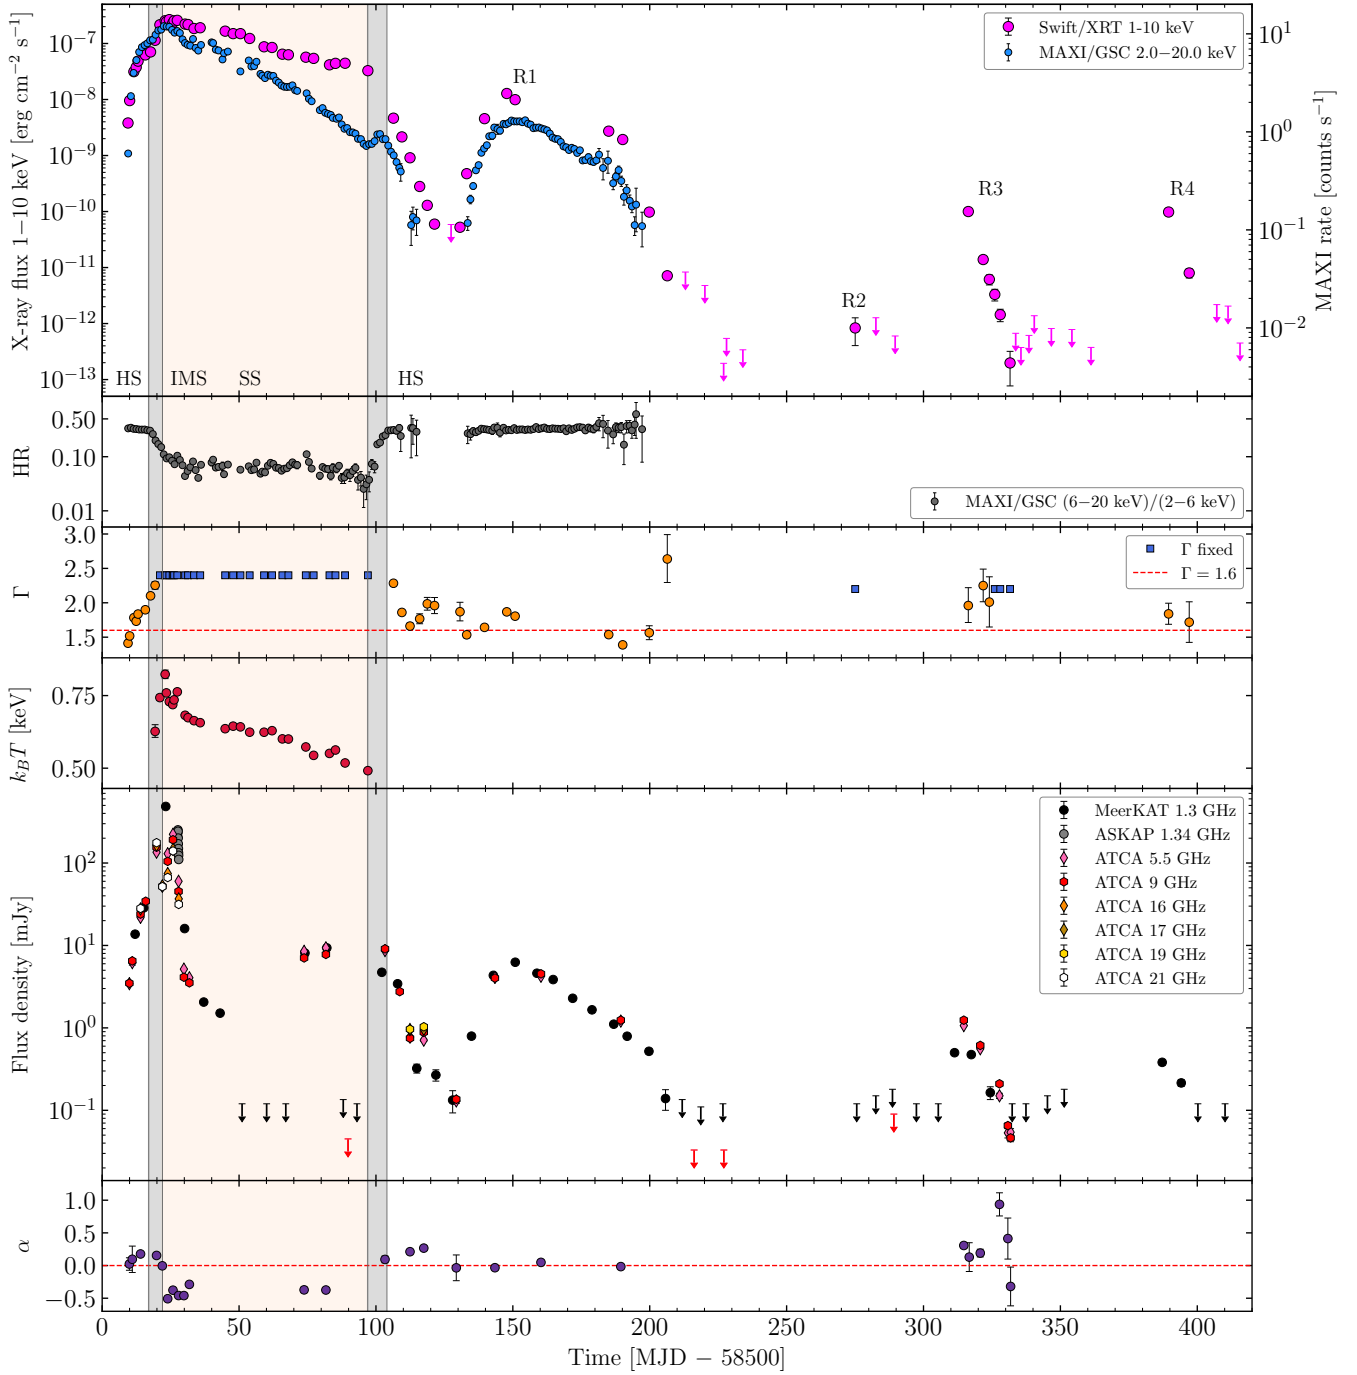 X-ray flux 1−10 keV [erg cm⁻² s⁻¹]
10⁻⁷
10⁻⁸
10⁻⁹
10⁻¹⁰
10⁻¹¹
10⁻¹²
10⁻¹³
Swift/XRT 1-10 keV
MAXI/GSC 2.0−20.0 keV
R1
R2
R3
R4
HS
IMS
SS
HS
10¹
10⁰
10⁻¹
10⁻²
MAXI rate [counts s⁻¹]
HR
0.50
0.10
0.01
MAXI/GSC (6−20 keV)/(2−6 keV)
Γ
3.0
2.5
2.0
1.5
Γ fixed
Γ = 1.6
k_BT [keV]
0.75
0.50
Flux density [mJy]
10²
10¹
10⁰
10⁻¹
MeerKAT 1.3 GHz
ASKAP 1.34 GHz
ATCA 5.5 GHz
ATCA 9 GHz
ATCA 16 GHz
ATCA 17 GHz
ATCA 19 GHz
ATCA 21 GHz
α
1.0
0.5
0.0
−0.5
0 50 100 150 200 250 300 350 400
Time [MJD − 58500]